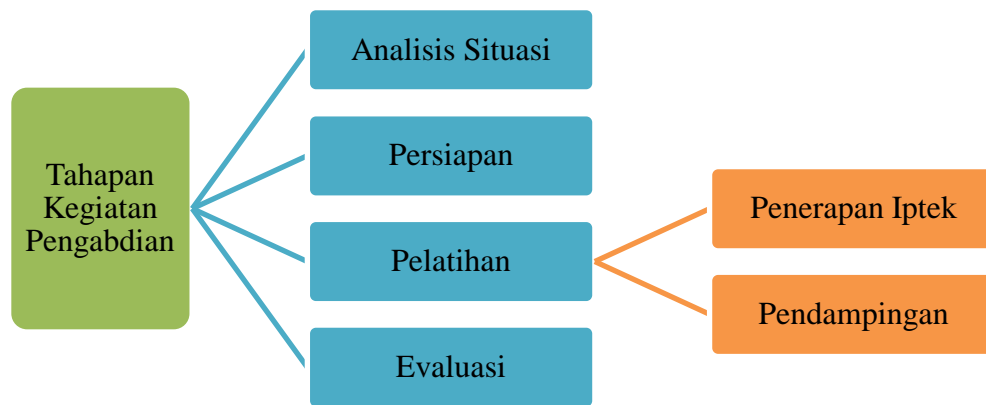 Tahapan
Kegiatan
Pengabdian
Analisis Situasi
Persiapan
Pelatihan
Evaluasi
Penerapan Iptek
Pendampingan